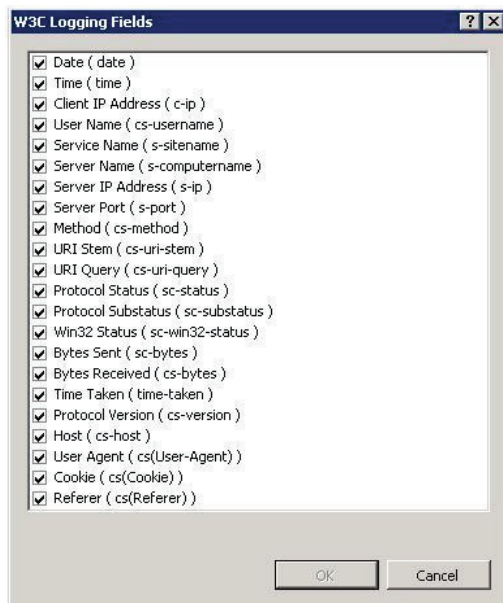 W3C Logging Fields
Date ( date )
Time ( time )
Client IP Address ( c-ip )
User Name ( cs-username )
Service Name ( s-sitename )
Server Name ( s-computername )
Server IP Address ( s-ip )
Server Port ( s-port )
Method ( cs-method )
URI Stem ( cs-uri-stem )
URI Query ( cs-uri-query )
Protocol Status ( sc-status )
Protocol Substatus ( sc-substatus )
Win32 Status ( sc-win32-status )
Bytes Sent ( sc-bytes )
Bytes Received ( cs-bytes )
Time Taken ( time-taken )
Protocol Version ( cs-version )
Host ( cs-host )
User Agent ( cs(User-Agent) )
Cookie ( cs(Cookie) )
Referer ( cs(Referer) )
OK Cancel